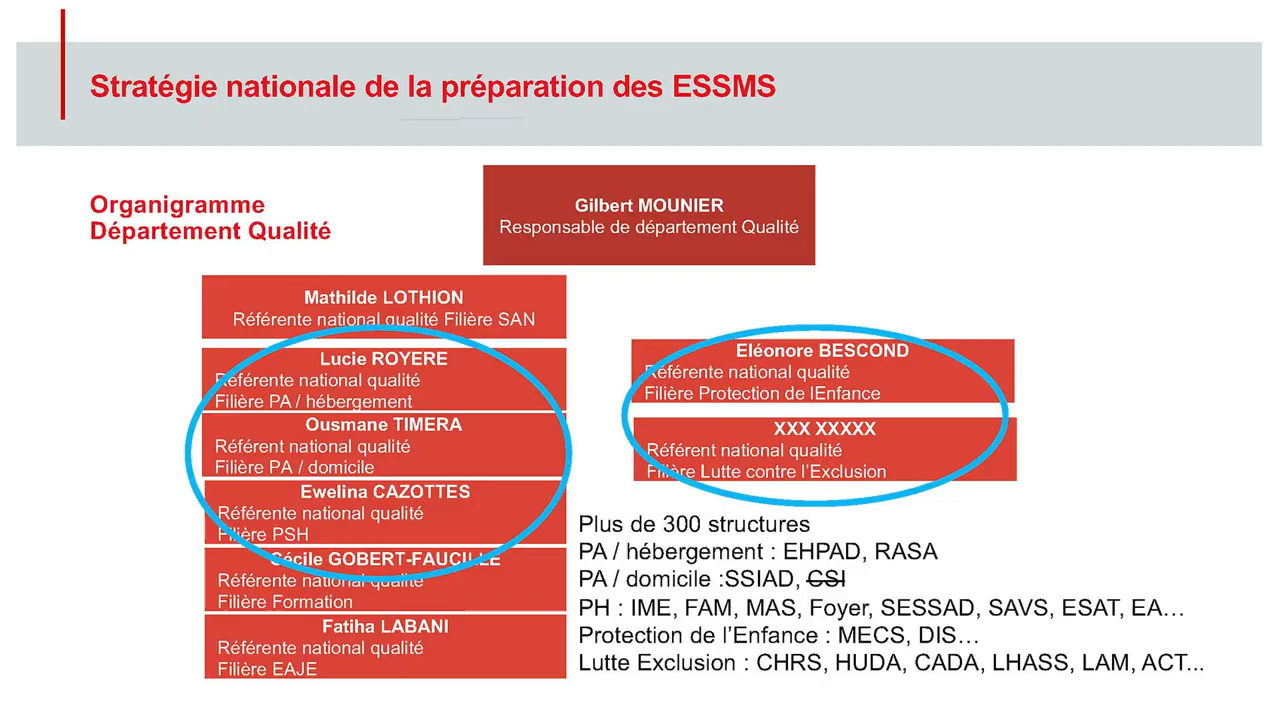 Stratégie nationale de la préparation des ESSMS
Organigramme
Département Qualité
Gilbert MOUNIER
Responsable de département Qualité
Mathilde LOTHION
Référente national qualité Filière SAN
Lucie ROYERE
Référente national qualité
Filière PA / hébergement
Ousmane TIMERA
Référent national qualité
Filière PA / domicile
Ewelina CAZOTTES
Référente national qualité
Filière PSH
Cécile GOBERT-FAUCILLE
Référente national qualité
Filière Formation
Fatiha LABANI
Référente national qualité
Filière EAJE
Eléonore BESCOND
Référente national qualité
Filière Protection de lEnfance
XXX XXXXX
Référent national qualité
Filière Lutte contre l'Exclusion
Plus de 300 structures
PA / hébergement : EHPAD, RASA
PA / domicile :SSIAD, CSI
PH : IME, FAM, MAS, Foyer, SESSAD, SAVS, ESAT, EA…
Protection de l'Enfance : MECS, DIS…
Lutte Exclusion : CHRS, HUDA, CADA, LHASS, LAM, ACT...